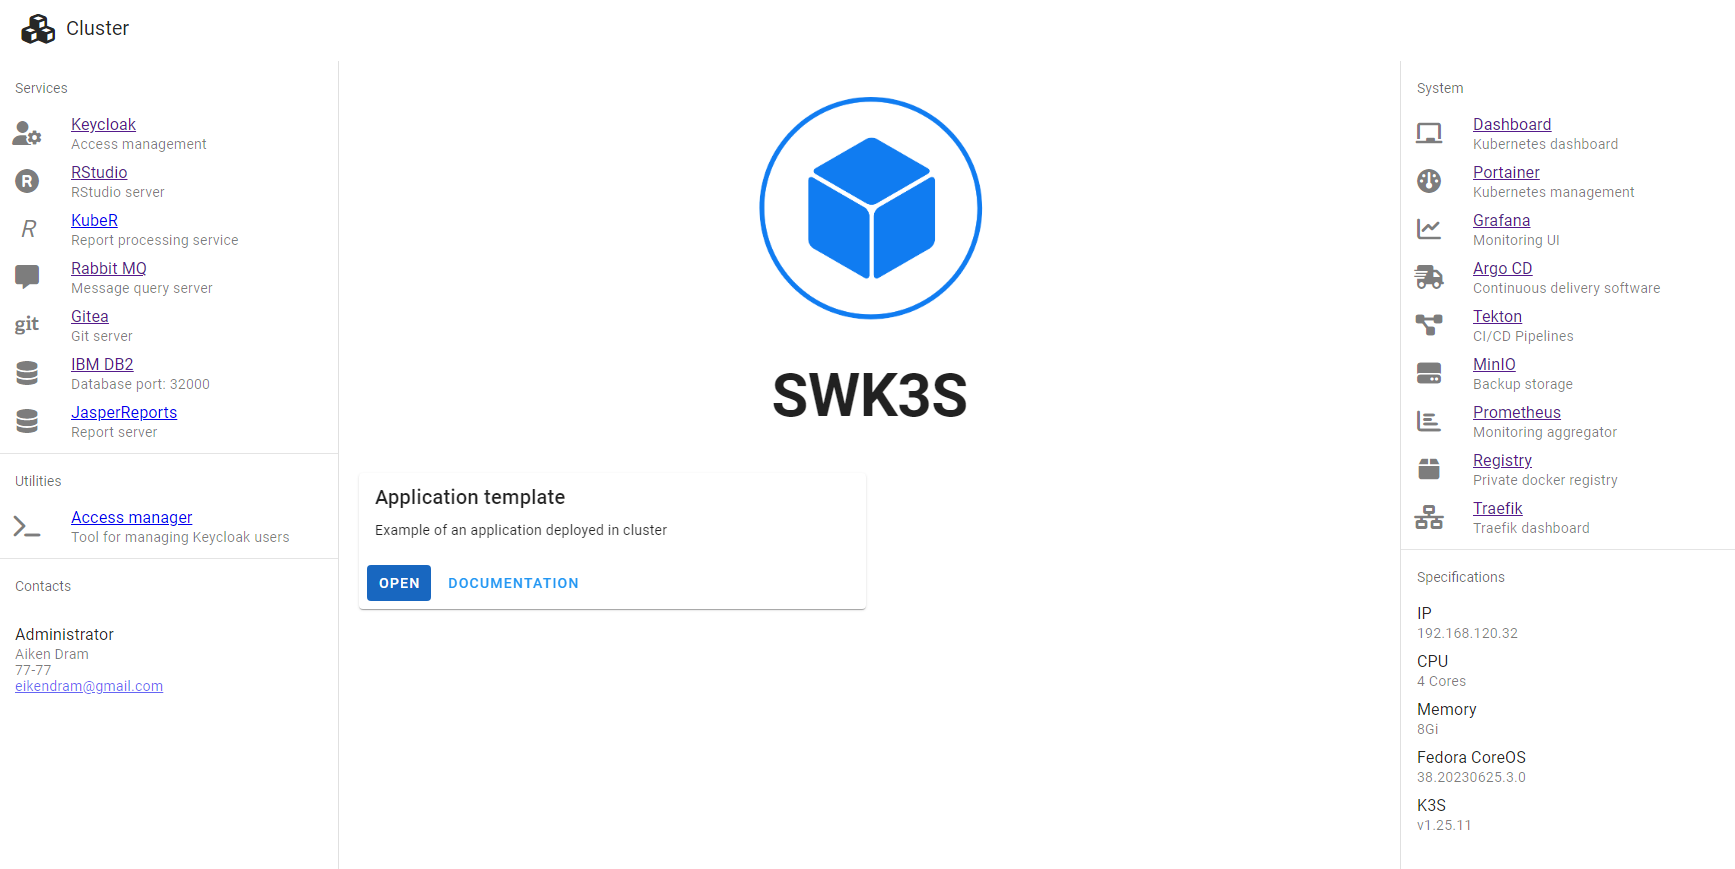 Cluster
Services
Keycloak
Access management
R
RStudio
RStudio server
R
KubeR
Report processing service
Rabbit MQ
Message query server
git
Gitea
Git server
IBM DB2
Database port: 32000
JasperReports
Report server
Utilities
Access manager
Tool for managing Keycloak users
Contacts
Administrator
Aiken Dram
77-77
eikendram@gmail.com
SWK3S
Application template
Example of an application deployed in cluster
OPEN DOCUMENTATION
System
Dashboard
Kubernetes dashboard
Portainer
Kubernetes management
Grafana
Monitoring UI
Argo CD
Continuous delivery software
Tekton
CI/CD Pipelines
MinIO
Backup storage
Prometheus
Monitoring aggregator
Registry
Private docker registry
Traefik
Traefik dashboard
Specifications
IP
192.168.120.32
CPU
4 Cores
Memory
8Gi
Fedora CoreOS
38.20230625.3.0
K3S
v1.25.11